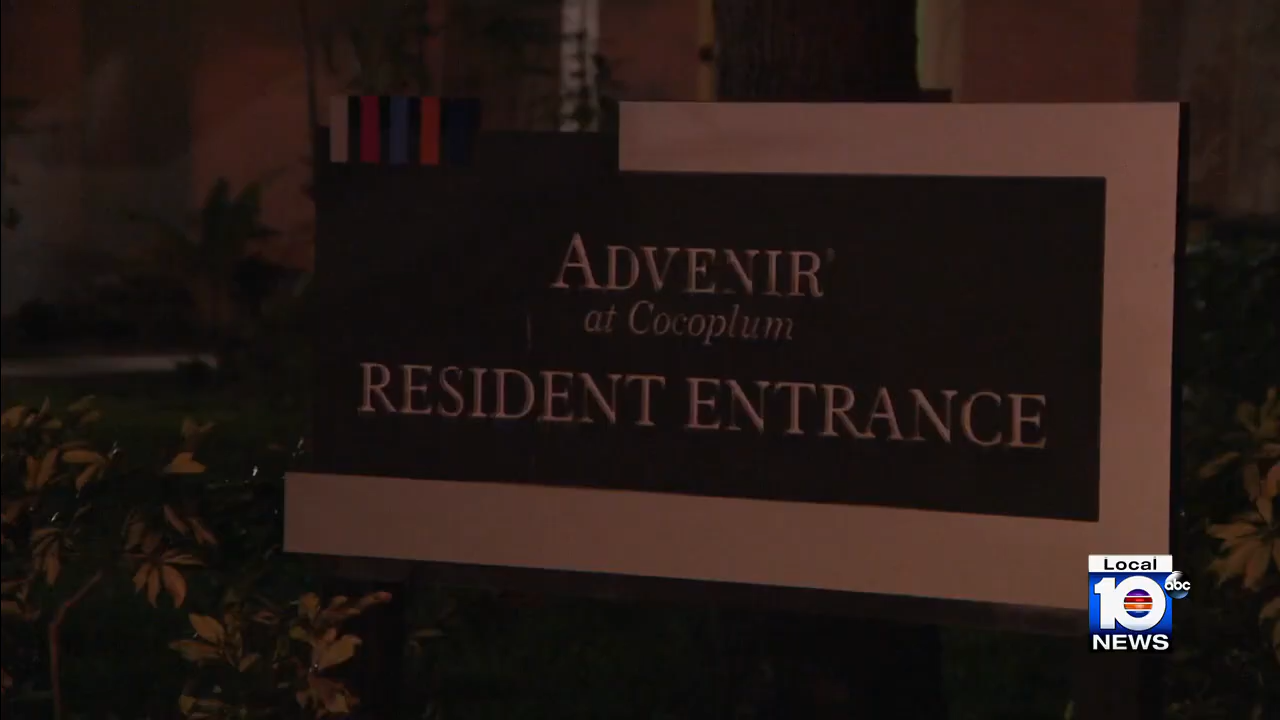 ADVENIR
at Cocoplum
RESIDENT ENTRANCE
Local
10
abc
NEWS